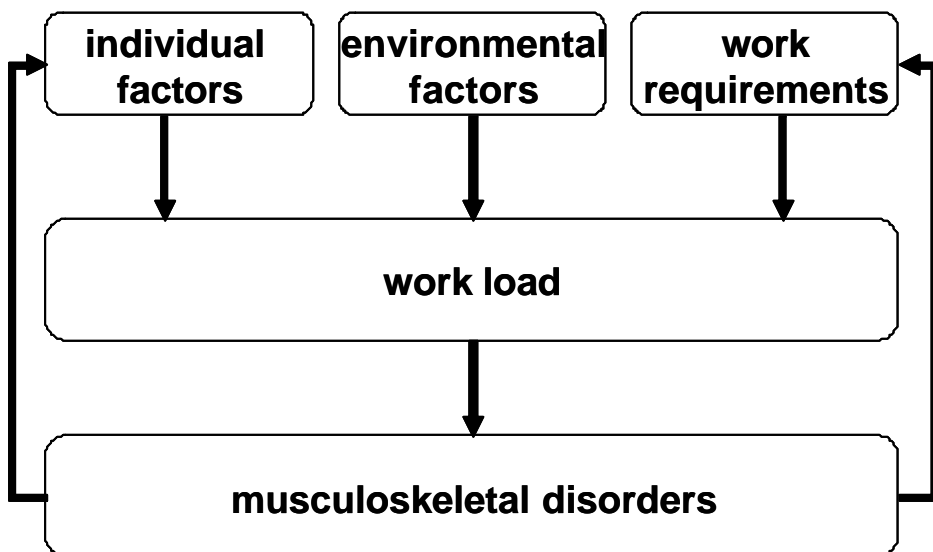 individual
factors
environmental
factors
work
requirements
work load
musculoskeletal disorders